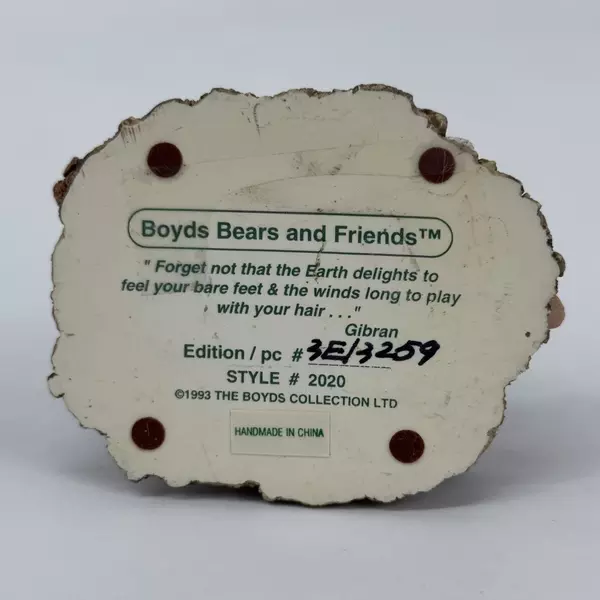 Boyds Bears and Friends™
" Forget not that the Earth delights to
feel your bare feet & the winds long to play
with your hair . . ."
Gibran
Edition / pc # 3E/3259
STYLE # 2020
©1993 THE BOYDS COLLECTION LTD
HANDMADE IN CHINA